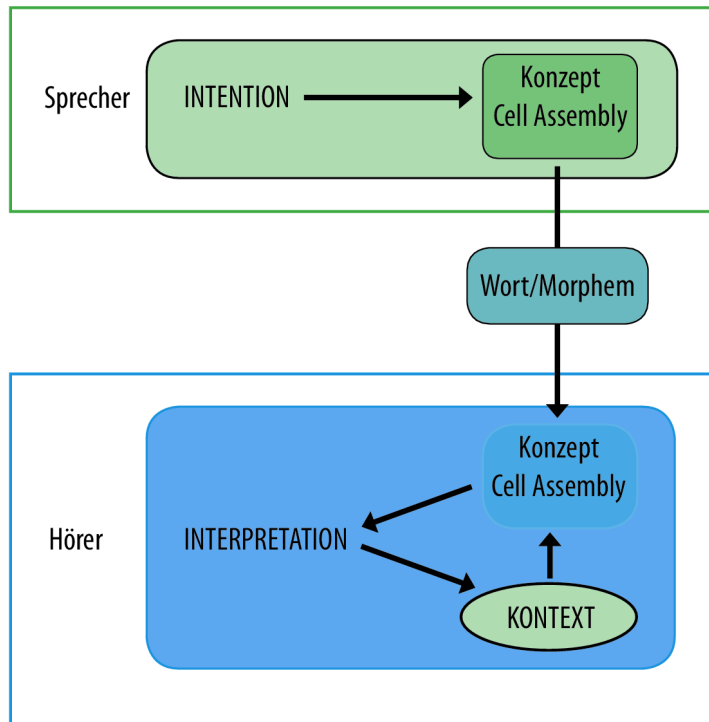 Sprecher
INTENTION
Konzept
Cell Assembly
Wort/Morphem
Konzept
Cell Assembly
Hörer
INTERPRETATION
KONTEXT